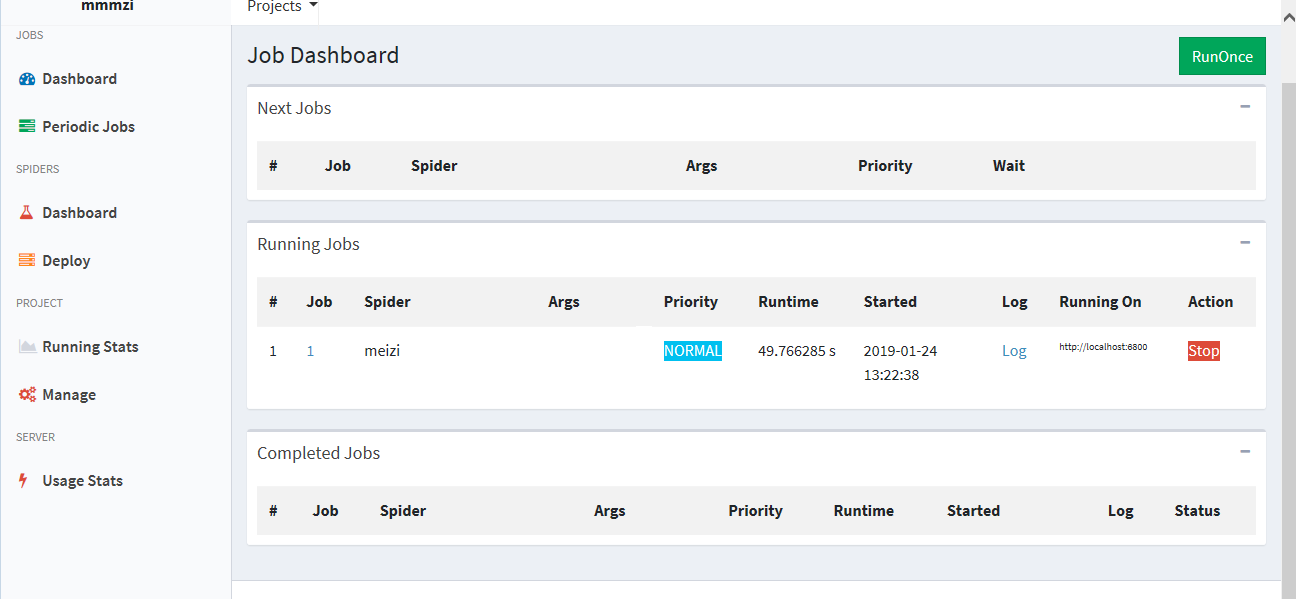 mmmzi
Projects
JOBS
Dashboard
Periodic Jobs
SPIDERS
Dashboard
Deploy
PROJECT
Running Stats
Manage
SERVER
Usage Stats
Job Dashboard
RunOnce
Next Jobs
# Job Spider Args Priority Wait
Running Jobs
# Job Spider Args Priority Runtime Started Log Running On Action
1 1 meizi NORMAL 49.766285 s 2019-01-24 Log http://localhost:6800 Stop
13:22:38
Completed Jobs
# Job Spider Args Priority Runtime Started Log Status